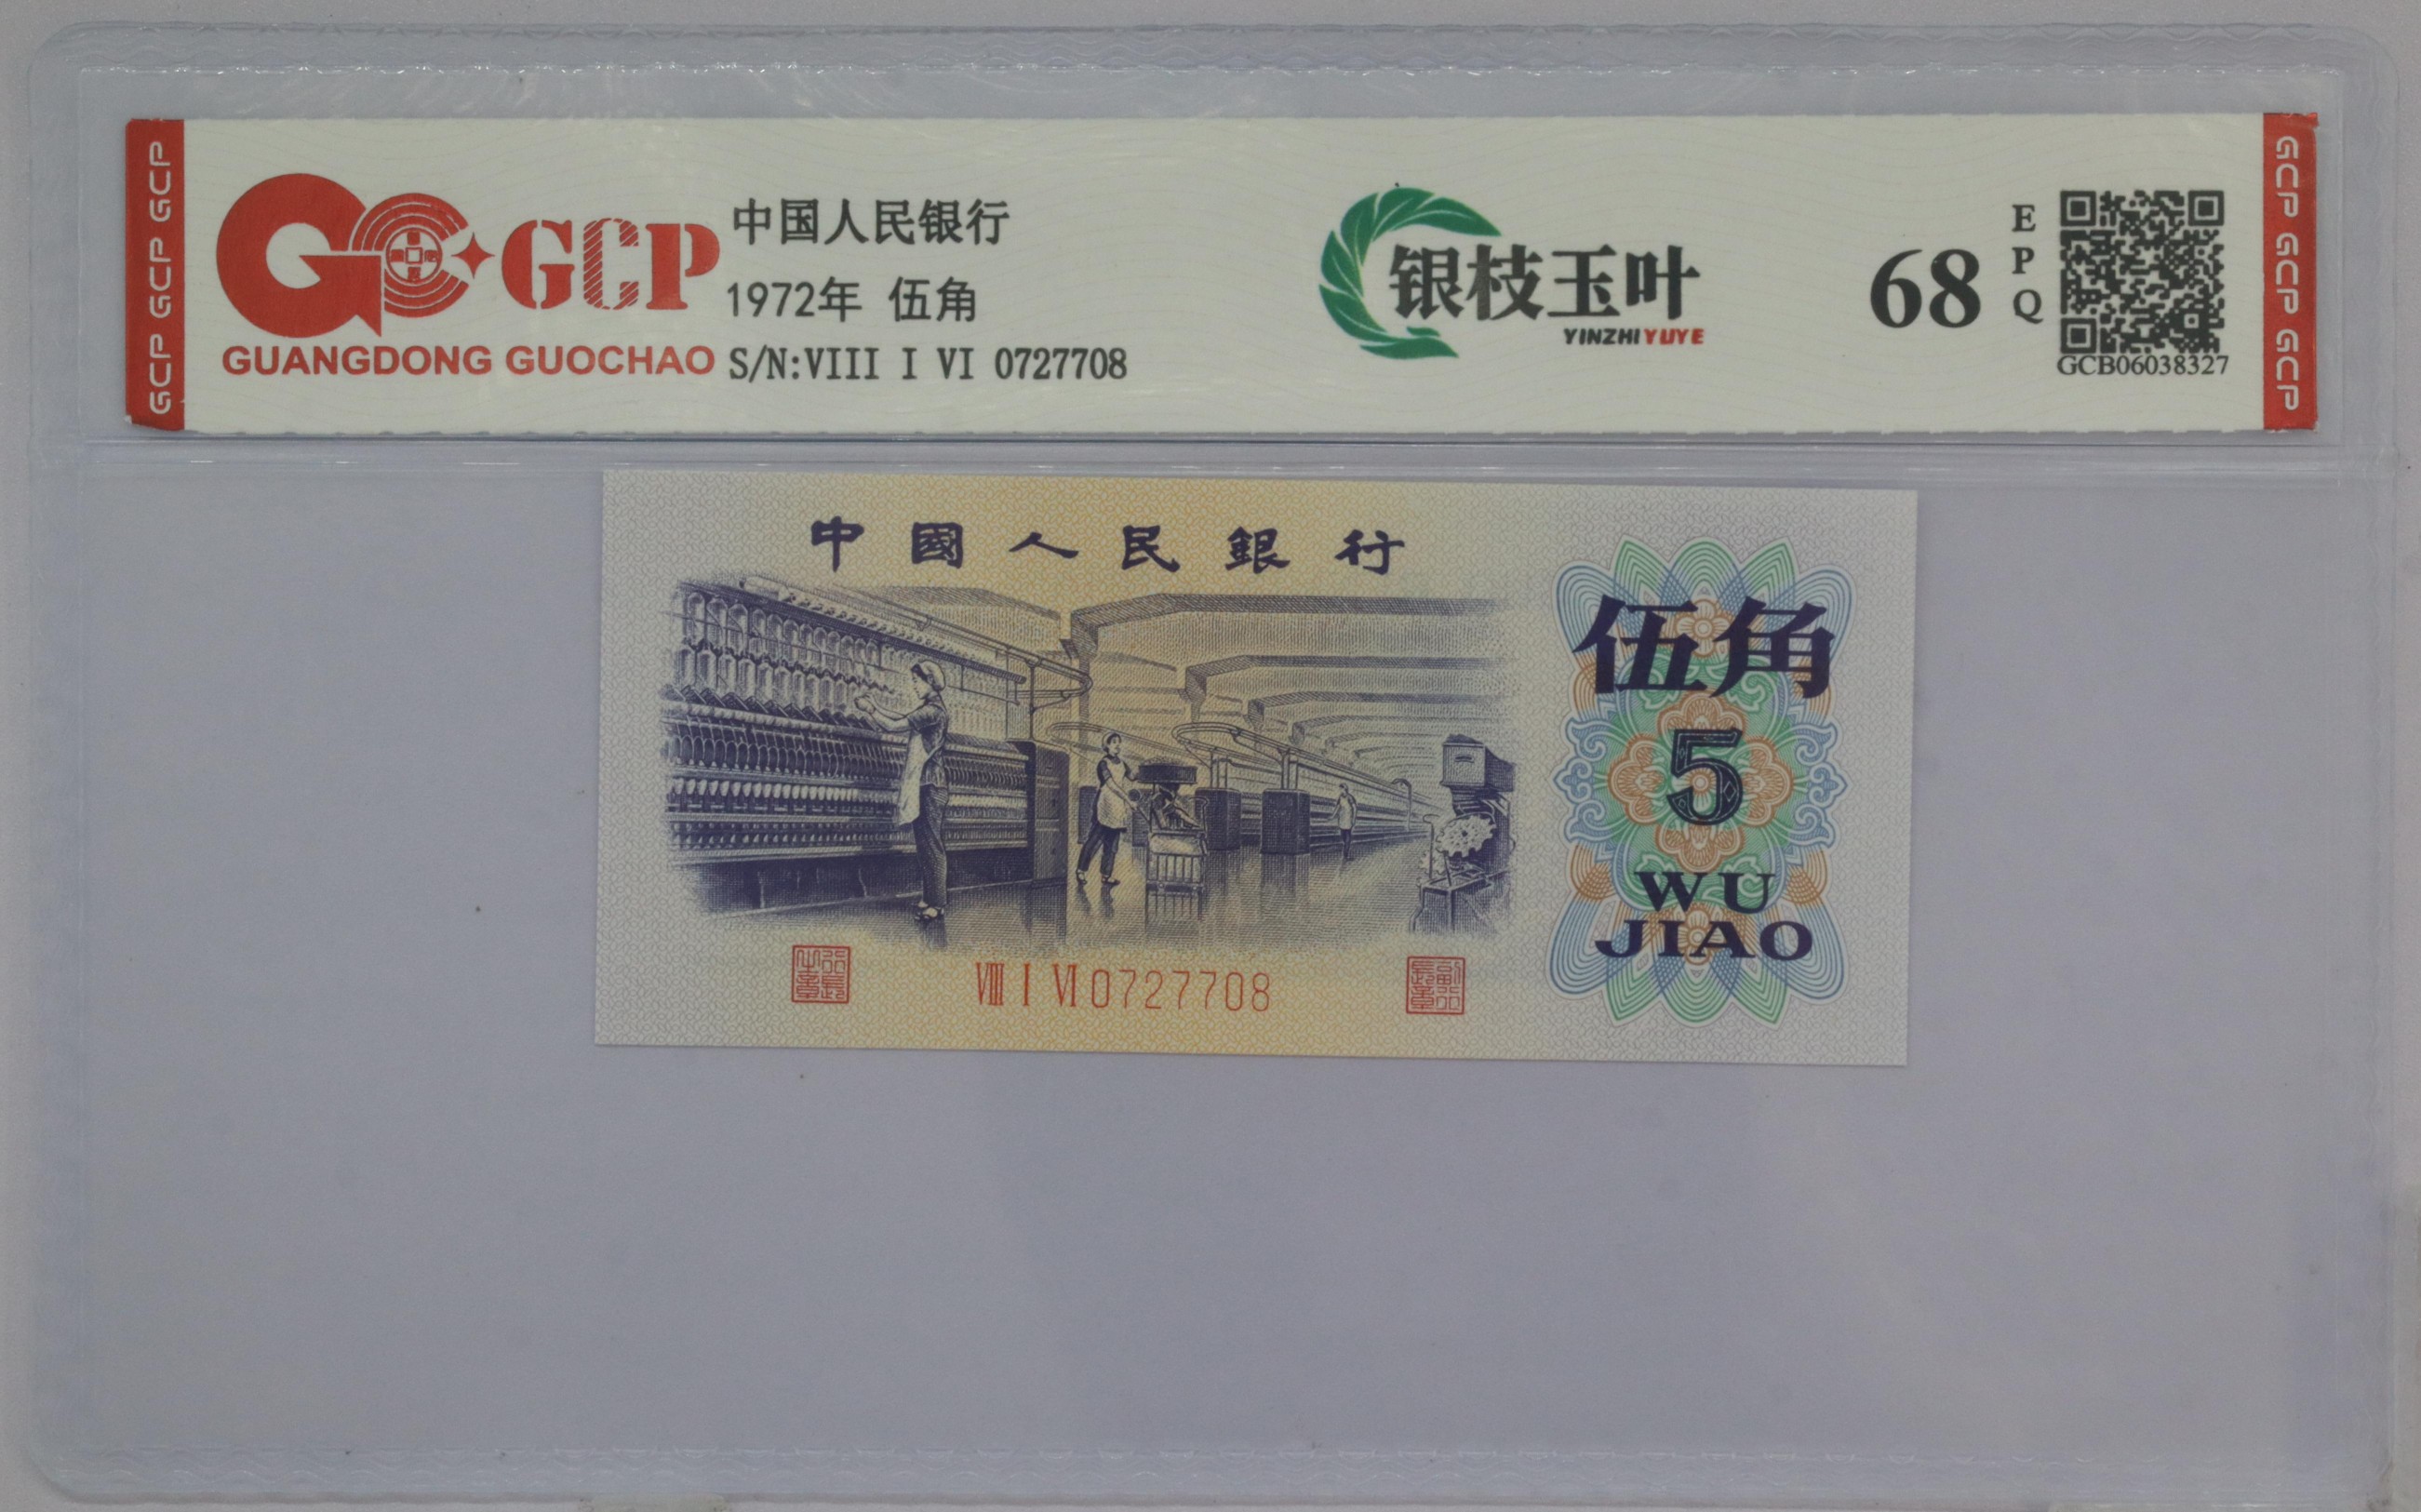 GCP GCP GCP
GCP
GUANGDONG GUOCHAO
中国人民银行
1972年 伍角
S/N:VIII I VI 0727708
银枝玉叶
YINZHIYUYE
68
EPQ
GCB06038327
GCP GCP GCP
中國人民銀行
伍角
5
WU
JIAO
VIII I VI 0727708